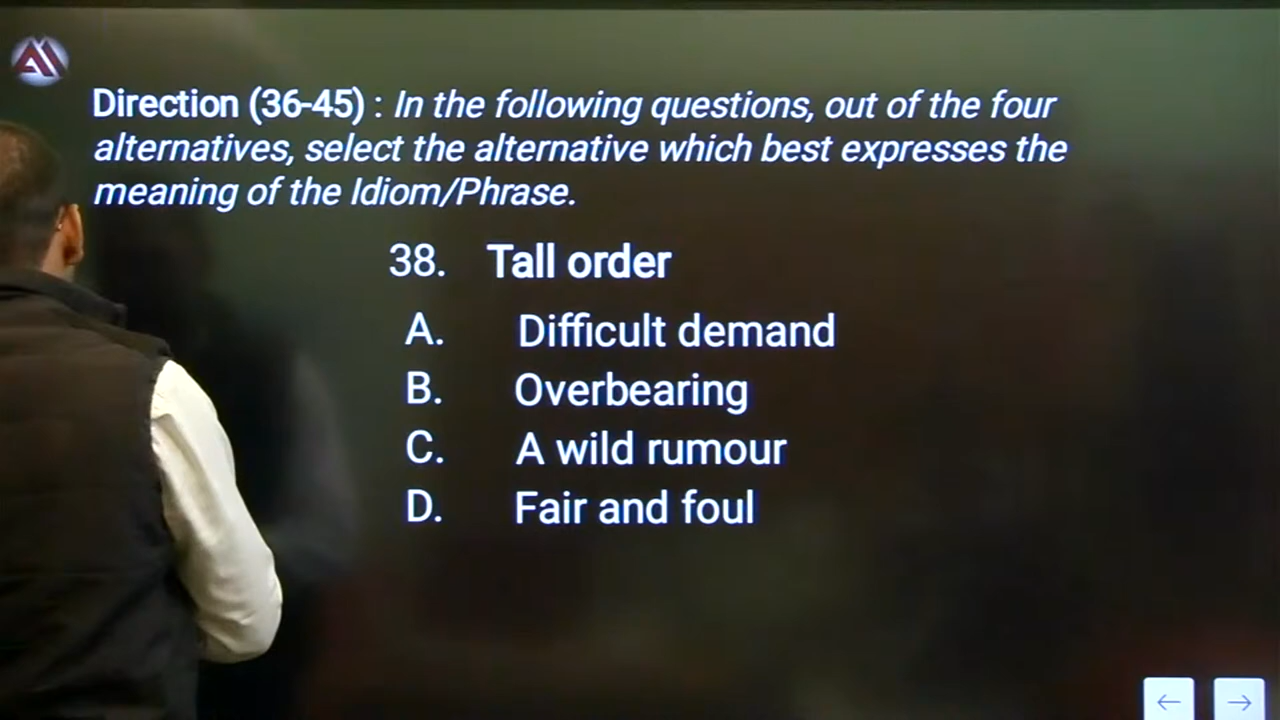 Direction (36-45) : In the following questions, out of the four
alternatives, select the alternative which best expresses the
meaning of the Idiom/Phrase.
38. Tall order
A. Difficult demand
B. Overbearing
C. A wild rumour
D. Fair and foul